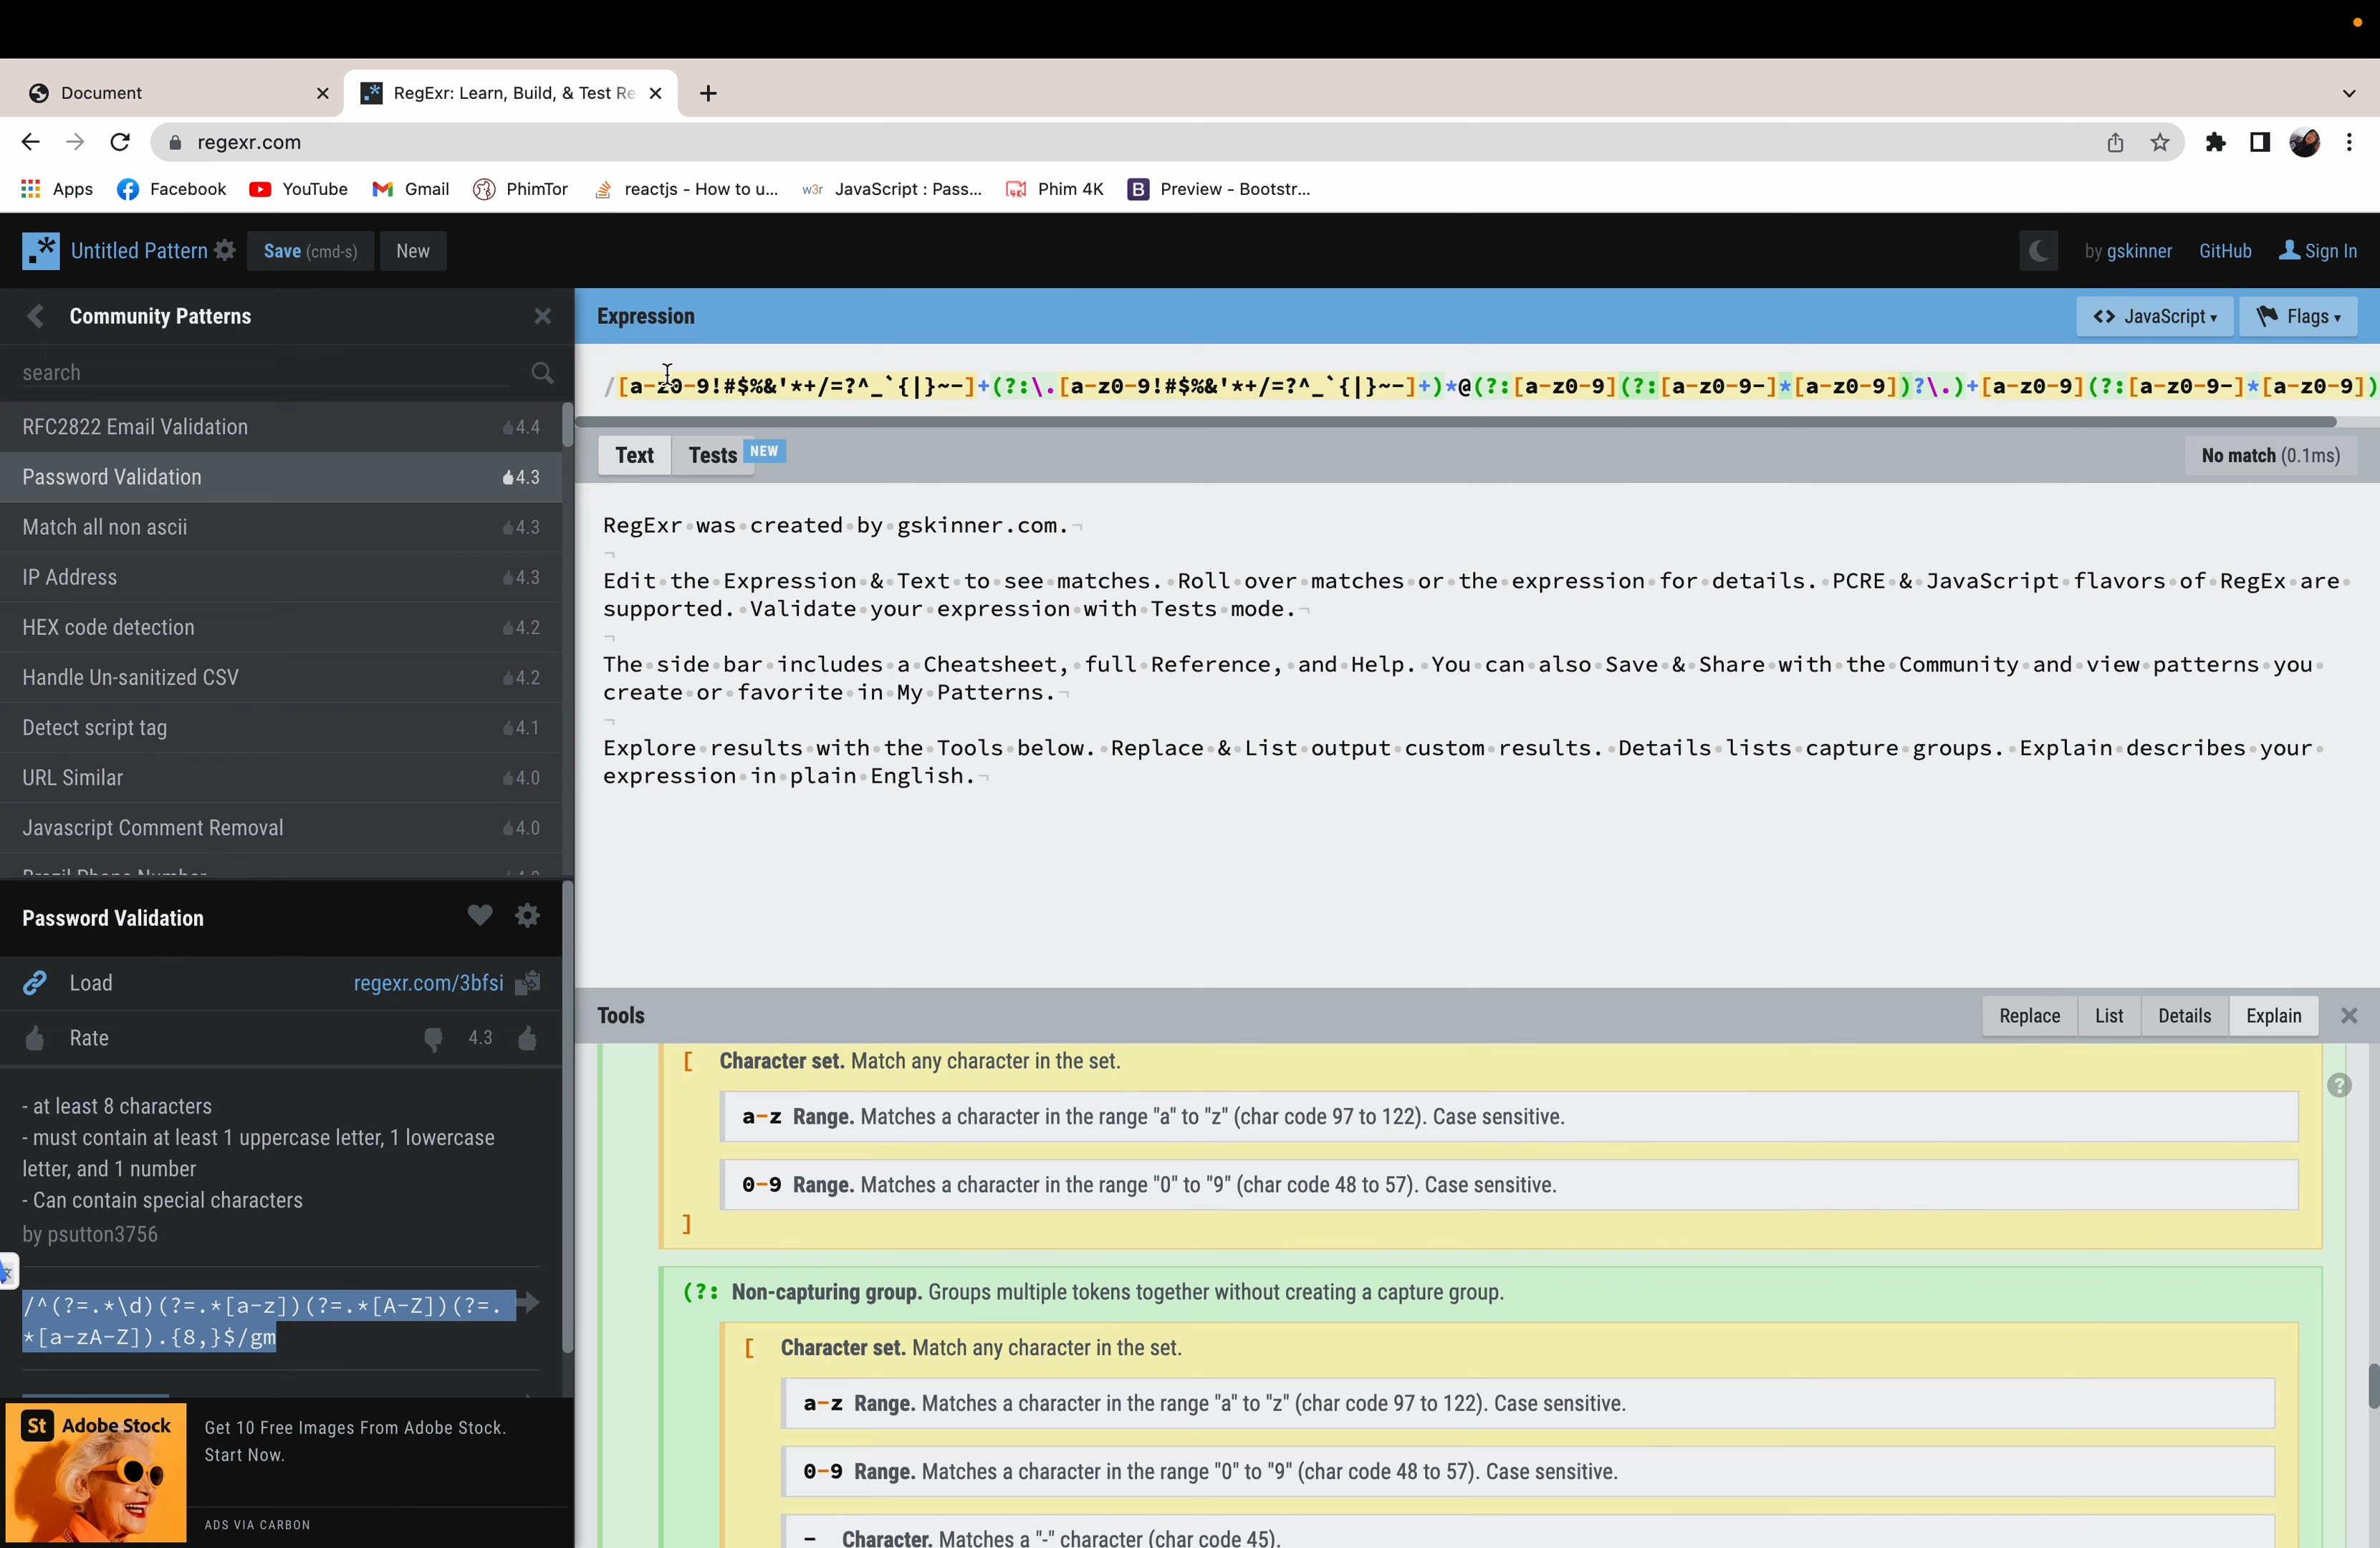 Document
RegExr: Learn, Build, & Test Re
regexr.com
Apps Facebook YouTube Gmail PhimTor reactjs - How to u... w3r JavaScript : Pass... Phim 4K B Preview - Bootstr...
Untitled Pattern Save (cmd-s) New by gskinner GitHub Sign In
Community Patterns
search
RFC2822 Email Validation 4.4
Password Validation 4.3
Match all non ascii 4.3
IP Address 4.3
HEX code detection 4.2
Handle Un-sanitized CSV 4.2
Detect script tag 4.1
URL Similar 4.0
Javascript Comment Removal 4.0
Password Validation
Load regexr.com/3bfsi
Rate 4.3
- at least 8 characters
- must contain at least 1 uppercase letter, 1 lowercase
letter, and 1 number
- Can contain special characters
by psutton3756
/^(?=.*\d)(?=.*[a-z])(?=.*[A-Z])(?=.
*[a-zA-Z]).{8,}$/gm
St Adobe Stock
Get 10 Free Images From Adobe Stock.
Start Now.
ADS VIA CARBON
Expression JavaScript Flags
/[a-z0-9!#$%&'*+/=?^_`{|}~-]+(?:\.[a-z0-9!#$%&'*+/=?^_`{|}~-]+)*@(?:[a-z0-9](?:[a-z0-9-]*[a-z0-9])?\.)+[a-z0-9](?:[a-z0-9-]*[a-z0-9])
Text Tests NEW No match (0.1ms)
RegExr was created by gskinner.com.
Edit the Expression & Text to see matches. Roll over matches or the expression for details. PCRE & JavaScript flavors of RegEx are
supported. Validate your expression with Tests mode.
The side bar includes a Cheatsheet, full Reference, and Help. You can also Save & Share with the Community and view patterns you
create or favorite in My Patterns.
Explore results with the Tools below. Replace & List output custom results. Details lists capture groups. Explain describes your
expression in plain English.
Tools Replace List Details Explain
[ Character set. Match any character in the set.
a-z Range. Matches a character in the range "a" to "z" (char code 97 to 122). Case sensitive.
0-9 Range. Matches a character in the range "0" to "9" (char code 48 to 57). Case sensitive.
]
(?: Non-capturing group. Groups multiple tokens together without creating a capture group.
[ Character set. Match any character in the set.
a-z Range. Matches a character in the range "a" to "z" (char code 97 to 122). Case sensitive.
0-9 Range. Matches a character in the range "0" to "9" (char code 48 to 57). Case sensitive.
- Character. Matches a "-" character (char code 45).